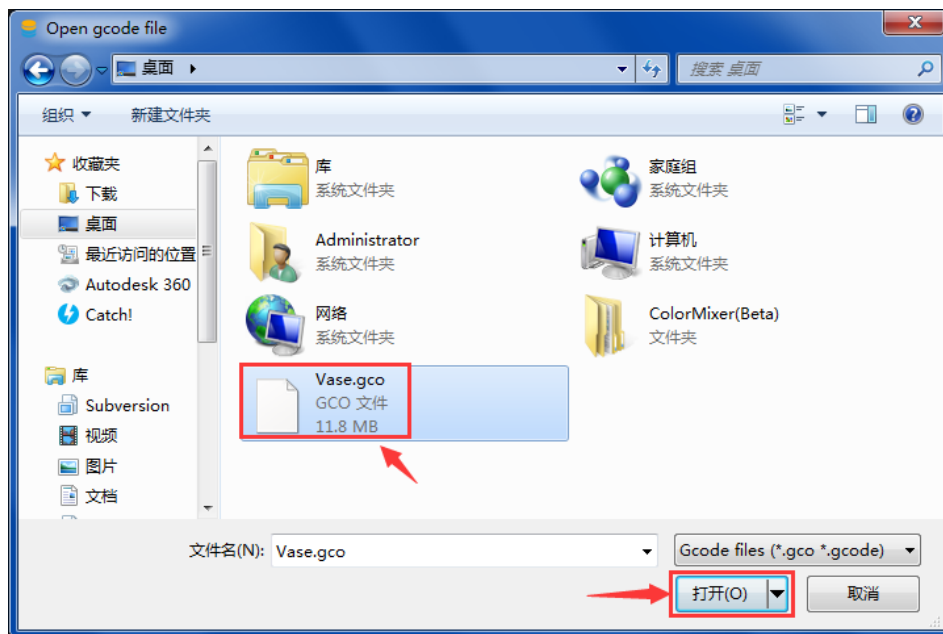 Open gcode file
桌面
搜索 桌面
组织
新建文件夹
收藏夹
下载
桌面
最近访问的位置
Autodesk 360
Catch!
库
Subversion
视频
图片
文档
库
系统文件夹
家庭组
系统文件夹
Administrator
系统文件夹
计算机
系统文件夹
网络
系统文件夹
ColorMixer(Beta)
文件夹
Vase.gco
GCO 文件
11.8 MB
文件名(N): Vase.gco
Gcode files (*.gco *.gcode)
打开(O)
取消